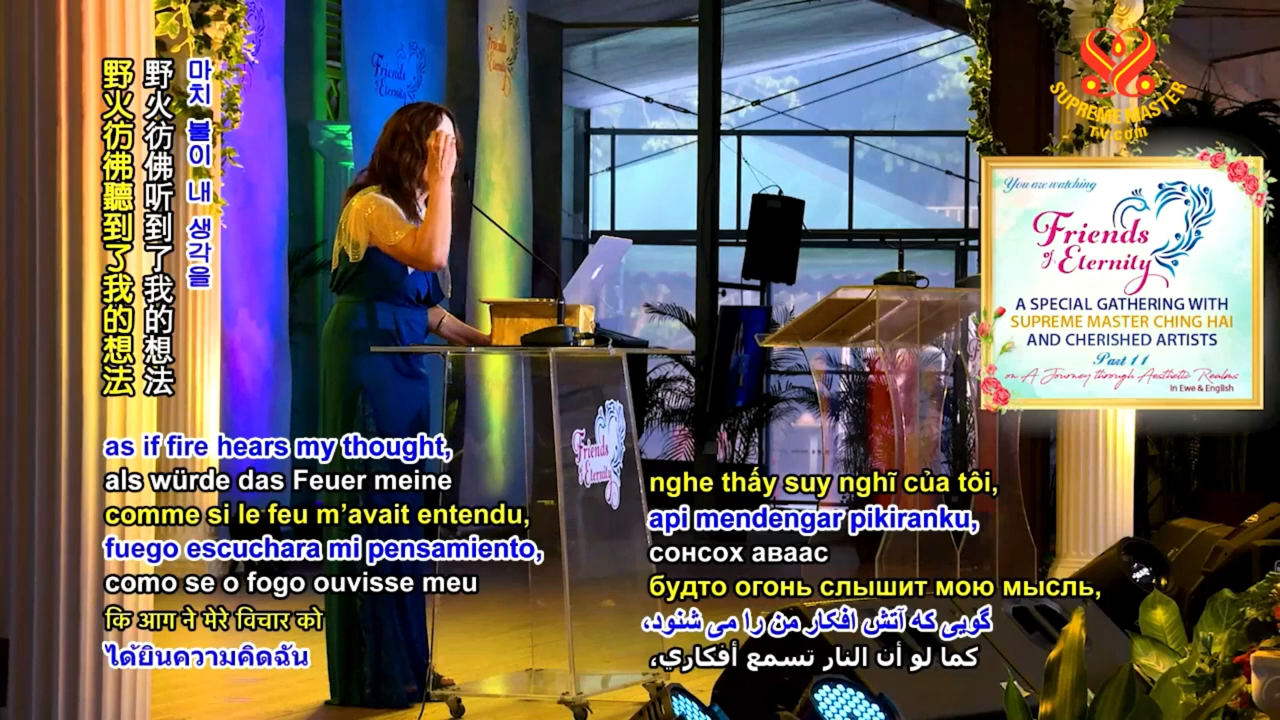 마치 불이 내 생각을
野火彷佛听到了我的想法
野火彷彿聽到了我的想法
as if fire hears my thought,
als würde das Feuer meine
comme si le feu m’avait entendu,
fuego escuchara mi pensamiento,
como se o fogo ouvisse meu
कि आग ने मेरे विचार को
ได้ยินความคิดฉัน
nghe thấy suy nghĩ của tôi,
api mendengar pikiranku,
сонсох аваас
будто огонь слышит мою мысль,
گویی که آتش افکار من را می شنود،
كما لو أن النار تسمع أفكاري،
SUPREME MASTER
TV.com
You are watching
Friends
of Eternity
A SPECIAL GATHERING WITH
SUPREME MASTER CHING HAI
AND CHERISHED ARTISTS
Part 11
on A Journey through Aesthetic Realms
In Ewe & English
Friends
of Eternity
Friends
of Eternity
Friends
of Eternity